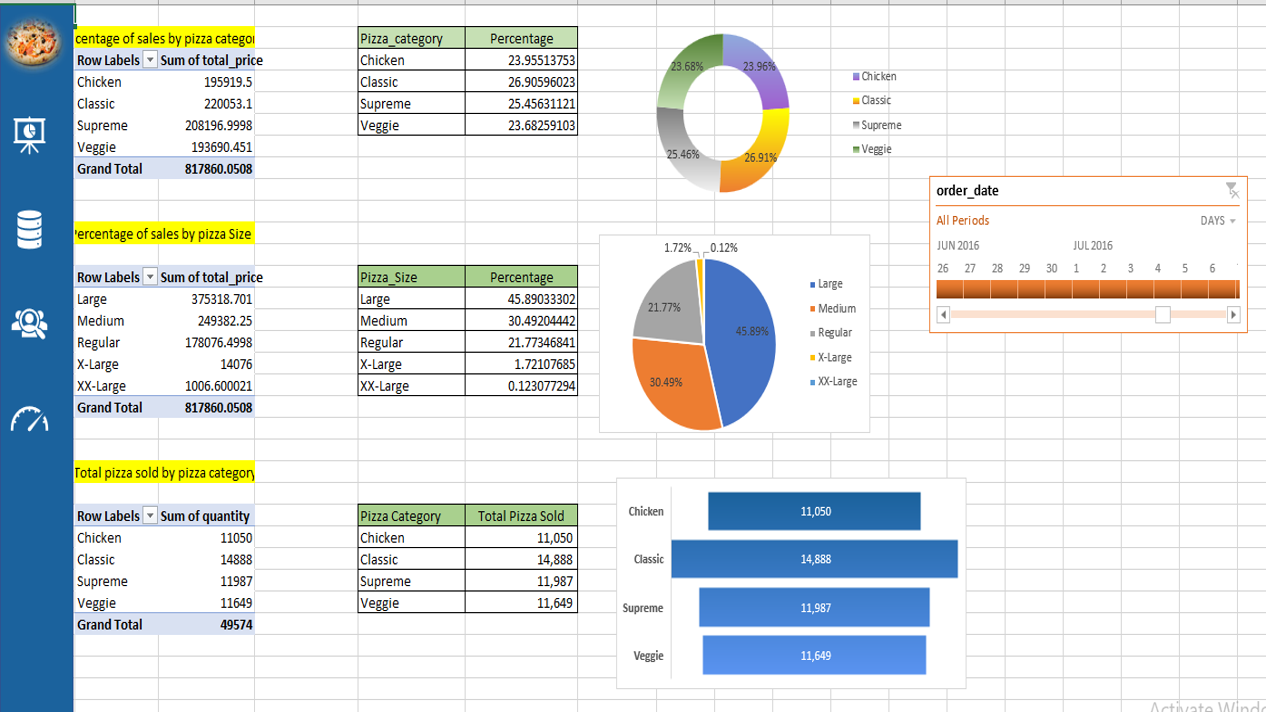 centage of sales by pizza categor
Row Labels Sum of total_price
Chicken 195919.5
Classic 220053.1
Supreme 208196.9998
Veggie 193690.451
Grand Total 817860.0508
Pizza_category Percentage
Chicken 23.95513753
Classic 26.90596023
Supreme 25.45631121
Veggie 23.68259103
23.68% 23.96%
25.46% 26.91%
Chicken
Classic
Supreme
Veggie
order_date
All Periods DAYS
JUN 2016 JUL 2016
26 27 28 29 30 1 2 3 4 5 6
ercentage of sales by pizza Size
Row Labels Sum of total_price
Large 375318.701
Medium 249382.25
Regular 178076.4998
X-Large 14076
XX-Large 1006.600021
Grand Total 817860.0508
Pizza_Size Percentage
Large 45.89033302
Medium 30.49204442
Regular 21.77346841
X-Large 1.72107685
XX-Large 0.123077294
1.72% 0.12%
21.77% 45.89%
30.49%
Large
Medium
Regular
X-Large
XX-Large
Total pizza sold by pizza category
Row Labels Sum of quantity
Chicken 11050
Classic 14888
Supreme 11987
Veggie 11649
Grand Total 49574
Pizza Category Total Pizza Sold
Chicken 11,050
Classic 14,888
Supreme 11,987
Veggie 11,649
Chicken 11,050
Classic 14,888
Supreme 11,987
Veggie 11,649
Activate Windo